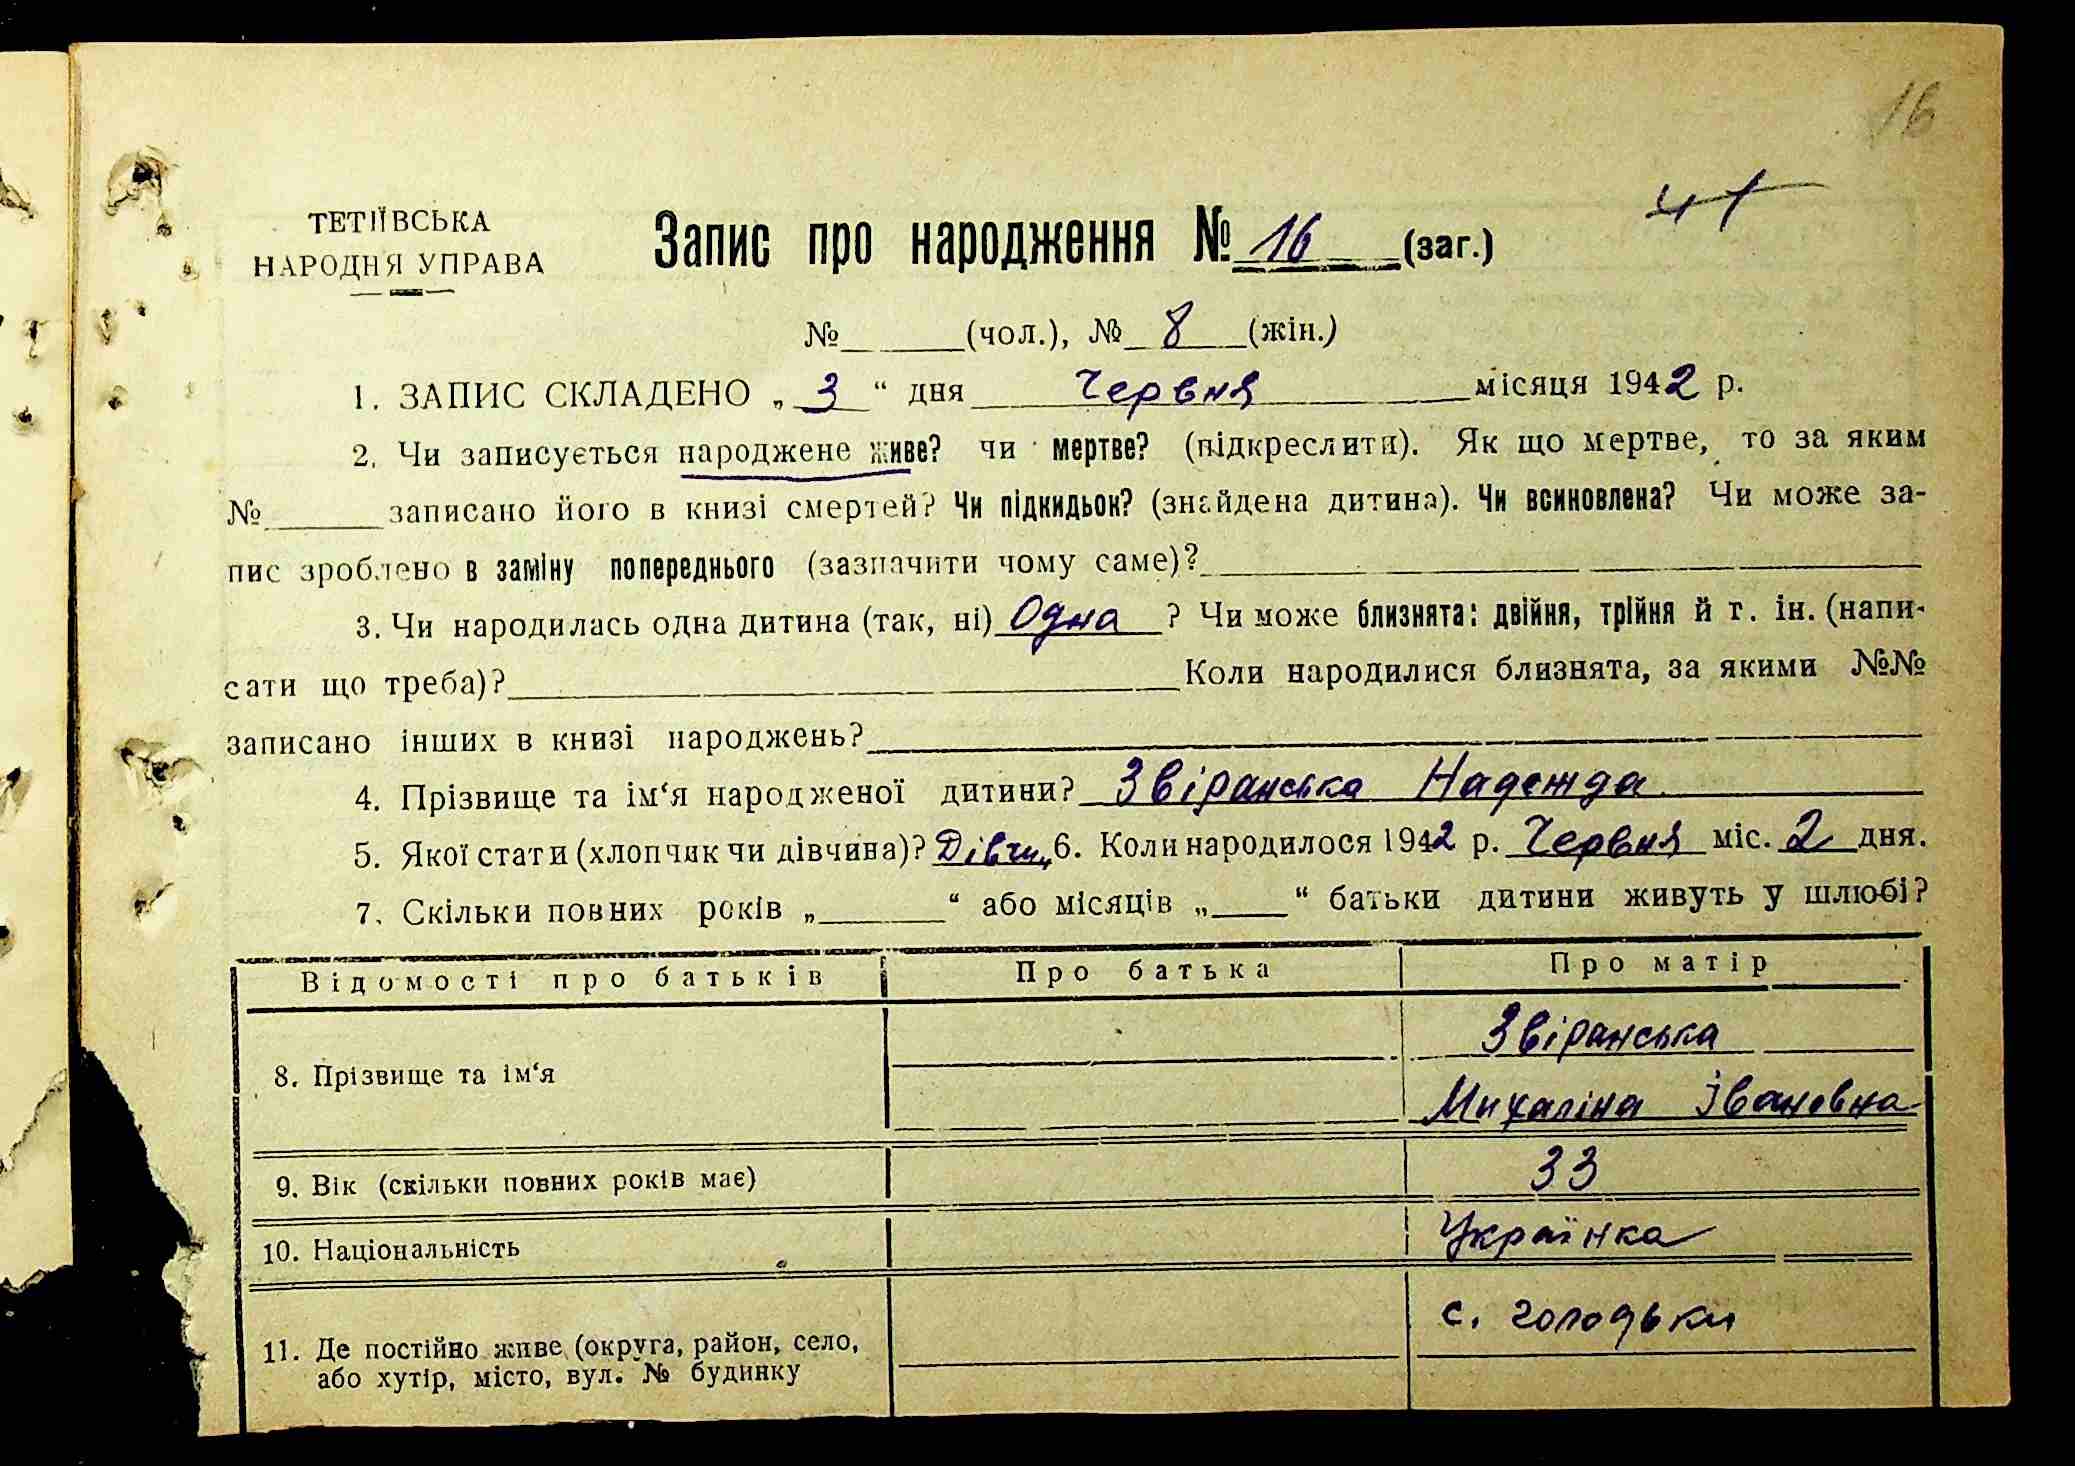 16
ТЕТІЇВСЬКА
НАРОДНЯ УПРАВА
Запис про народження № 16 (заг.)
№ (чол.), № 8 (жін.)
1. ЗАПИС СКЛАДЕНО „ 3 “ дня Червня місяця 1942 р.
2. Чи записується народжене живе? чи мертве? (підкреслити). Як що мертве, то за яким
№ записано його в книзі смертей? Чи підкидьок? (знайдена дитина). Чи всиновлена? Чи може за-
пис зроблено в заміну попереднього (зазначити чому саме)?
3. Чи народилась одна дитина (так, ні) Одна ? Чи може близнята: двійня, трійня й т. ін. (напи-
сати що треба)? Коли народилися близнята, за якими №№
записано інших в книзі народжень?
4. Прізвище та ім‘я народженої дитини? Звіранська Надежда
5. Якої стати (хлопчик чи дівчина)? Дівчи 6. Коли народилося 1942 р. Червня міс. 2 дня.
7. Скільки повних років „ “ або місяців „ “ батьки дитини живуть у шлюбі?
Відомості про батьків Про батька Про матір
8. Прізвище та ім‘я Звіранська
Михаліна Івановна
9. Вік (скільки повних років має) 33
10. Національність Українка
11. Де постійно живе (округа, район, село, с. Голодьки
або хутір, місто, вул. № будинку